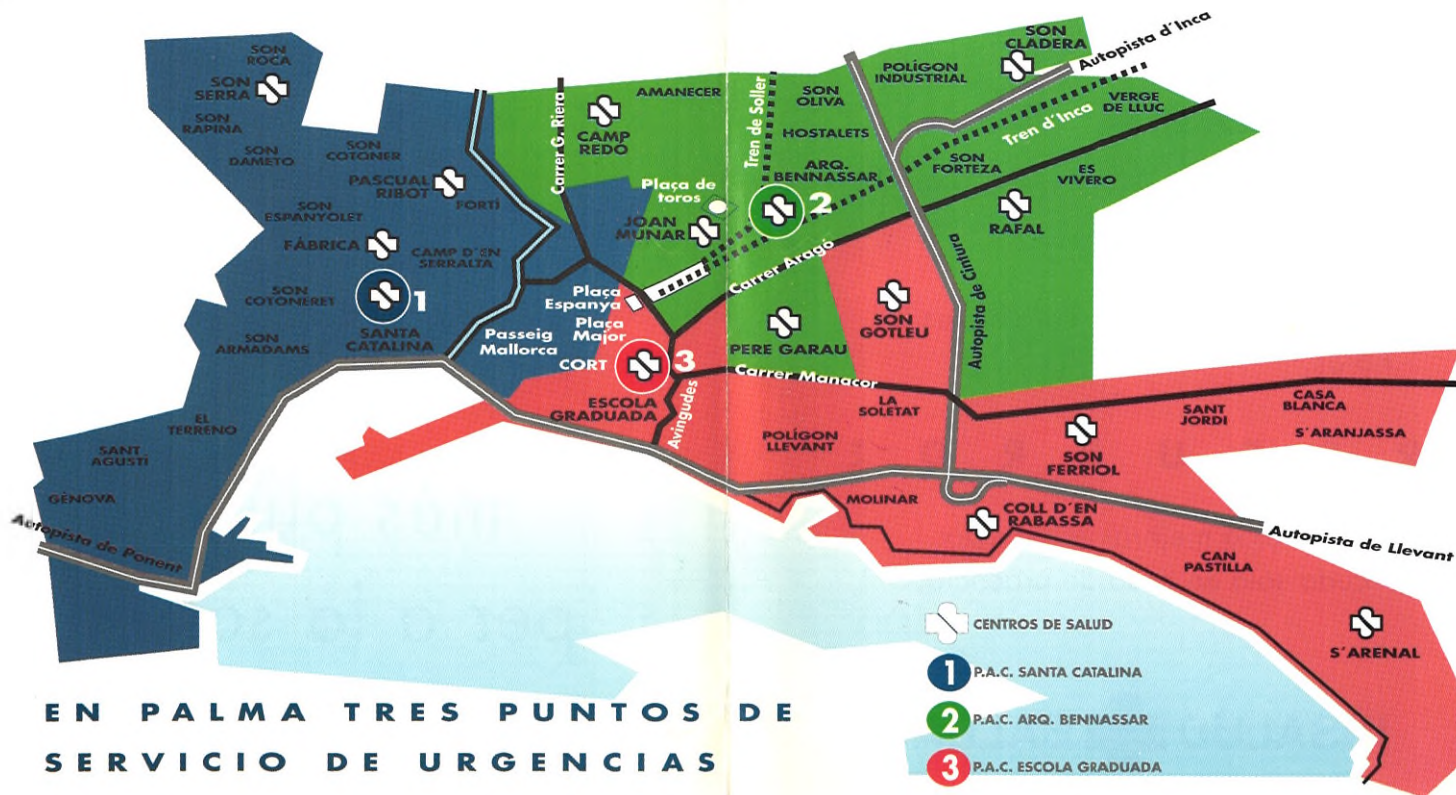 SON
ROCA
SON
SERRA
SON
RAPINA
SON
DAMETO
SON
COTONER
PASCUAL
RIBOT
FORTÍ
SON
ESPANYOLET
FÁBRICA
CAMP D'EN
SERRALTA
SON
COTONERET
1
SANTA
CATALINA
SON
ARMADAMS
EL
TERRENO
SANT
AGUSTÍ
GÈNOVA
Autopista de Ponent
Carrer G. Riera
AMANECER
CAMP
REDÓ
Tren de Soller
SON
OLIVA
HOSTALETS
ARQ.
BENNASSAR
Plaça de
toros
JOAN
MUNAR
2
POLÍGON
INDUSTRIAL
SON
CLADERA
Autopista d'Inca
VERGE
DE LLUC
Tren d'Inca
SON
FORTEZA
ES
VIVERO
RAFAL
Carrer Aragó
Autopista de Cintura
Plaça
Espanya
Plaça
Major
Passeig
Mallorca
CORT
3
ESCOLA
GRADUADA
Avingudes
PERE GARAU
SON
GOTLEU
Carrer Manacor
LA
SOLETAT
POLÍGON
LLEVANT
SON
FERRIOL
SANT
JORDI
CASA
BLANCA
S'ARANJASSA
MOLINAR
COLL D'EN
RABASSA
Autopista de Llevant
CAN
PASTILLA
S'ARENAL
CENTROS DE SALUD
1 P.A.C. SANTA CATALINA
2 P.A.C. ARQ. BENNASSAR
3 P.A.C. ESCOLA GRADUADA
EN PALMA TRES PUNTOS DE
SERVICIO DE URGENCIAS